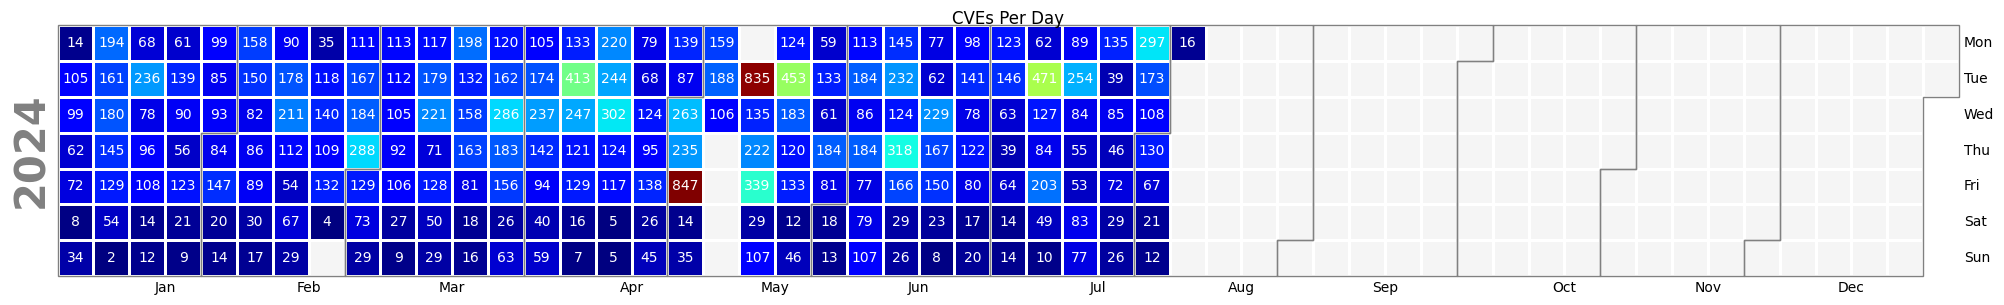 CVEs Per Day
14 194 68 61 99 158 90 35 111 113 117 198 120 105 133 220 79 139 159 124 59 113 145 77 98 123 62 89 135 297 16 Mon
105 161 236 139 85 150 178 118 167 112 179 132 162 174 413 244 68 87 188 835 453 133 184 232 62 141 146 471 254 39 173 Tue
99 180 78 90 93 82 211 140 184 105 221 158 286 237 247 302 124 263 106 135 183 61 86 124 229 78 63 127 84 85 108 Wed
62 145 96 56 84 86 112 109 288 92 71 163 183 142 121 124 95 235 222 120 184 184 318 167 122 39 84 55 46 130 Thu
72 129 108 123 147 89 54 132 129 106 128 81 156 94 129 117 138 847 339 133 81 77 166 150 80 64 203 53 72 67 Fri
8 54 14 21 20 30 67 4 73 27 50 18 26 40 16 5 26 14 29 12 18 79 29 23 17 14 49 83 29 21 Sat
34 2 12 9 14 17 29 29 9 29 16 63 59 7 5 45 35 107 46 13 107 26 8 20 14 10 77 26 12 Sun
2024
Jan Feb Mar Apr May Jun Jul Aug Sep Oct Nov Dec